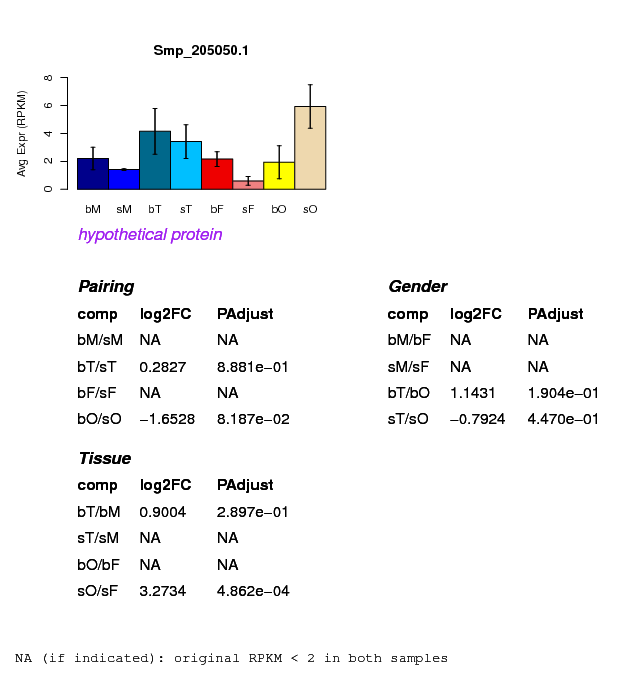 Smp_205050.1
Avg Expr (RPKM)
8
6
4
2
0
bM sM bT sT bF sF bO sO
hypothetical protein
Pairing
comp log2FC PAdjust
bM/sM NA NA
bT/sT 0.2827 8.881e−01
bF/sF NA NA
bO/sO −1.6528 8.187e−02
Gender
comp log2FC PAdjust
bM/bF NA NA
sM/sF NA NA
bT/bO 1.1431 1.904e−01
sT/sO −0.7924 4.470e−01
Tissue
comp log2FC PAdjust
bT/bM 0.9004 2.897e−01
sT/sM NA NA
bO/bF NA NA
sO/sF 3.2734 4.862e−04
NA (if indicated): original RPKM < 2 in both samples